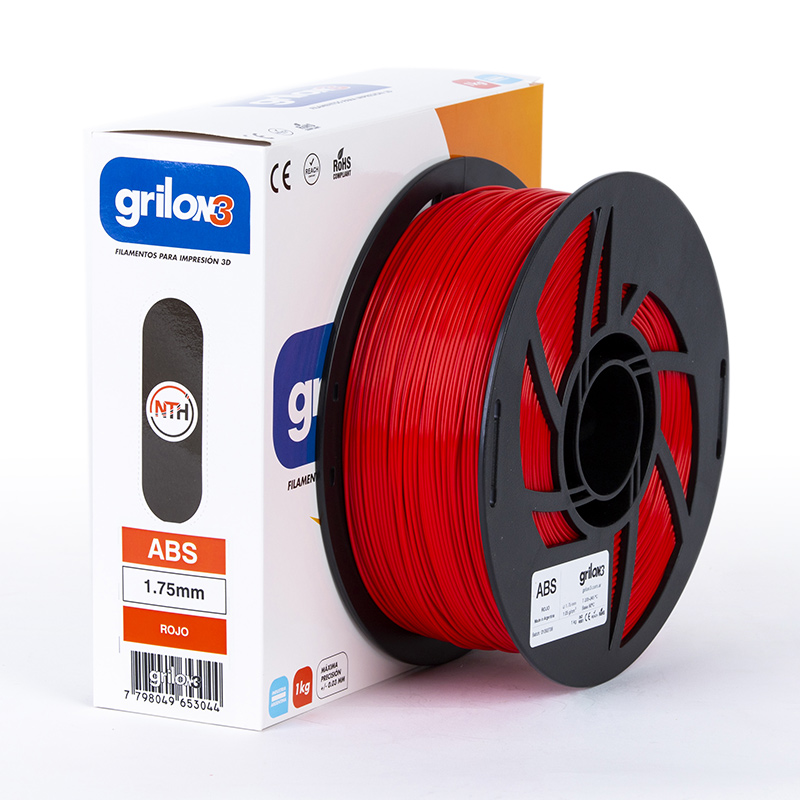 grilon3
FILAMENTOS PARA IMPRESIÓN 3D
CE
REACH
RoHS
COMPLIANT
NTH
ABS
1.75mm
ROJO
grilon3
7 798049 653044
1kg
MÁXIMA
PRECISIÓN
+/- 0.03 MM
gril
FILAMEN
ABS
grilon3
ROJO